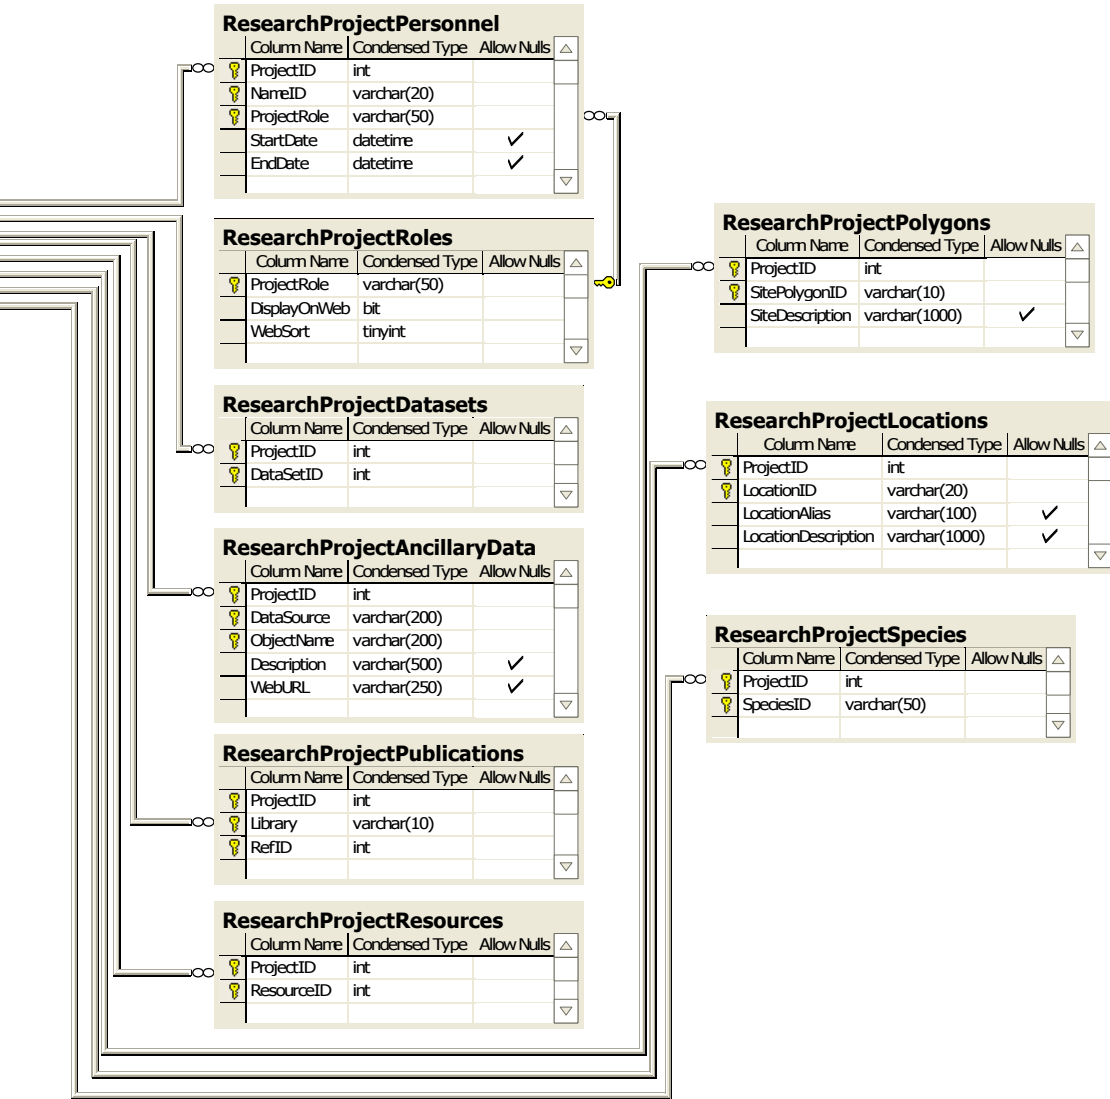 ResearchProjectPersonnel
Column Name Condensed Type Allow Nulls
ProjectID int
NameID varchar(20)
ProjectRole varchar(50)
StartDate datetime ✓
EndDate datetime ✓
ResearchProjectRoles
Column Name Condensed Type Allow Nulls
ProjectRole varchar(50)
DisplayOnWeb bit
WebSort tinyint
ResearchProjectDatasets
Column Name Condensed Type Allow Nulls
ProjectID int
DataSetID int
ResearchProjectAncillaryData
Column Name Condensed Type Allow Nulls
ProjectID int
DataSource varchar(200)
ObjectName varchar(200)
Description varchar(500) ✓
WebURL varchar(250) ✓
ResearchProjectPublications
Column Name Condensed Type Allow Nulls
ProjectID int
Library varchar(10)
RefID int
ResearchProjectResources
Column Name Condensed Type Allow Nulls
ProjectID int
ResourceID int
ResearchProjectPolygons
Column Name Condensed Type Allow Nulls
ProjectID int
SitePolygonID varchar(10)
SiteDescription varchar(1000) ✓
ResearchProjectLocations
Column Name Condensed Type Allow Nulls
ProjectID int
LocationID varchar(20)
LocationAlias varchar(100) ✓
LocationDescription varchar(1000) ✓
ResearchProjectSpecies
Column Name Condensed Type Allow Nulls
ProjectID int
SpeciesID varchar(50)